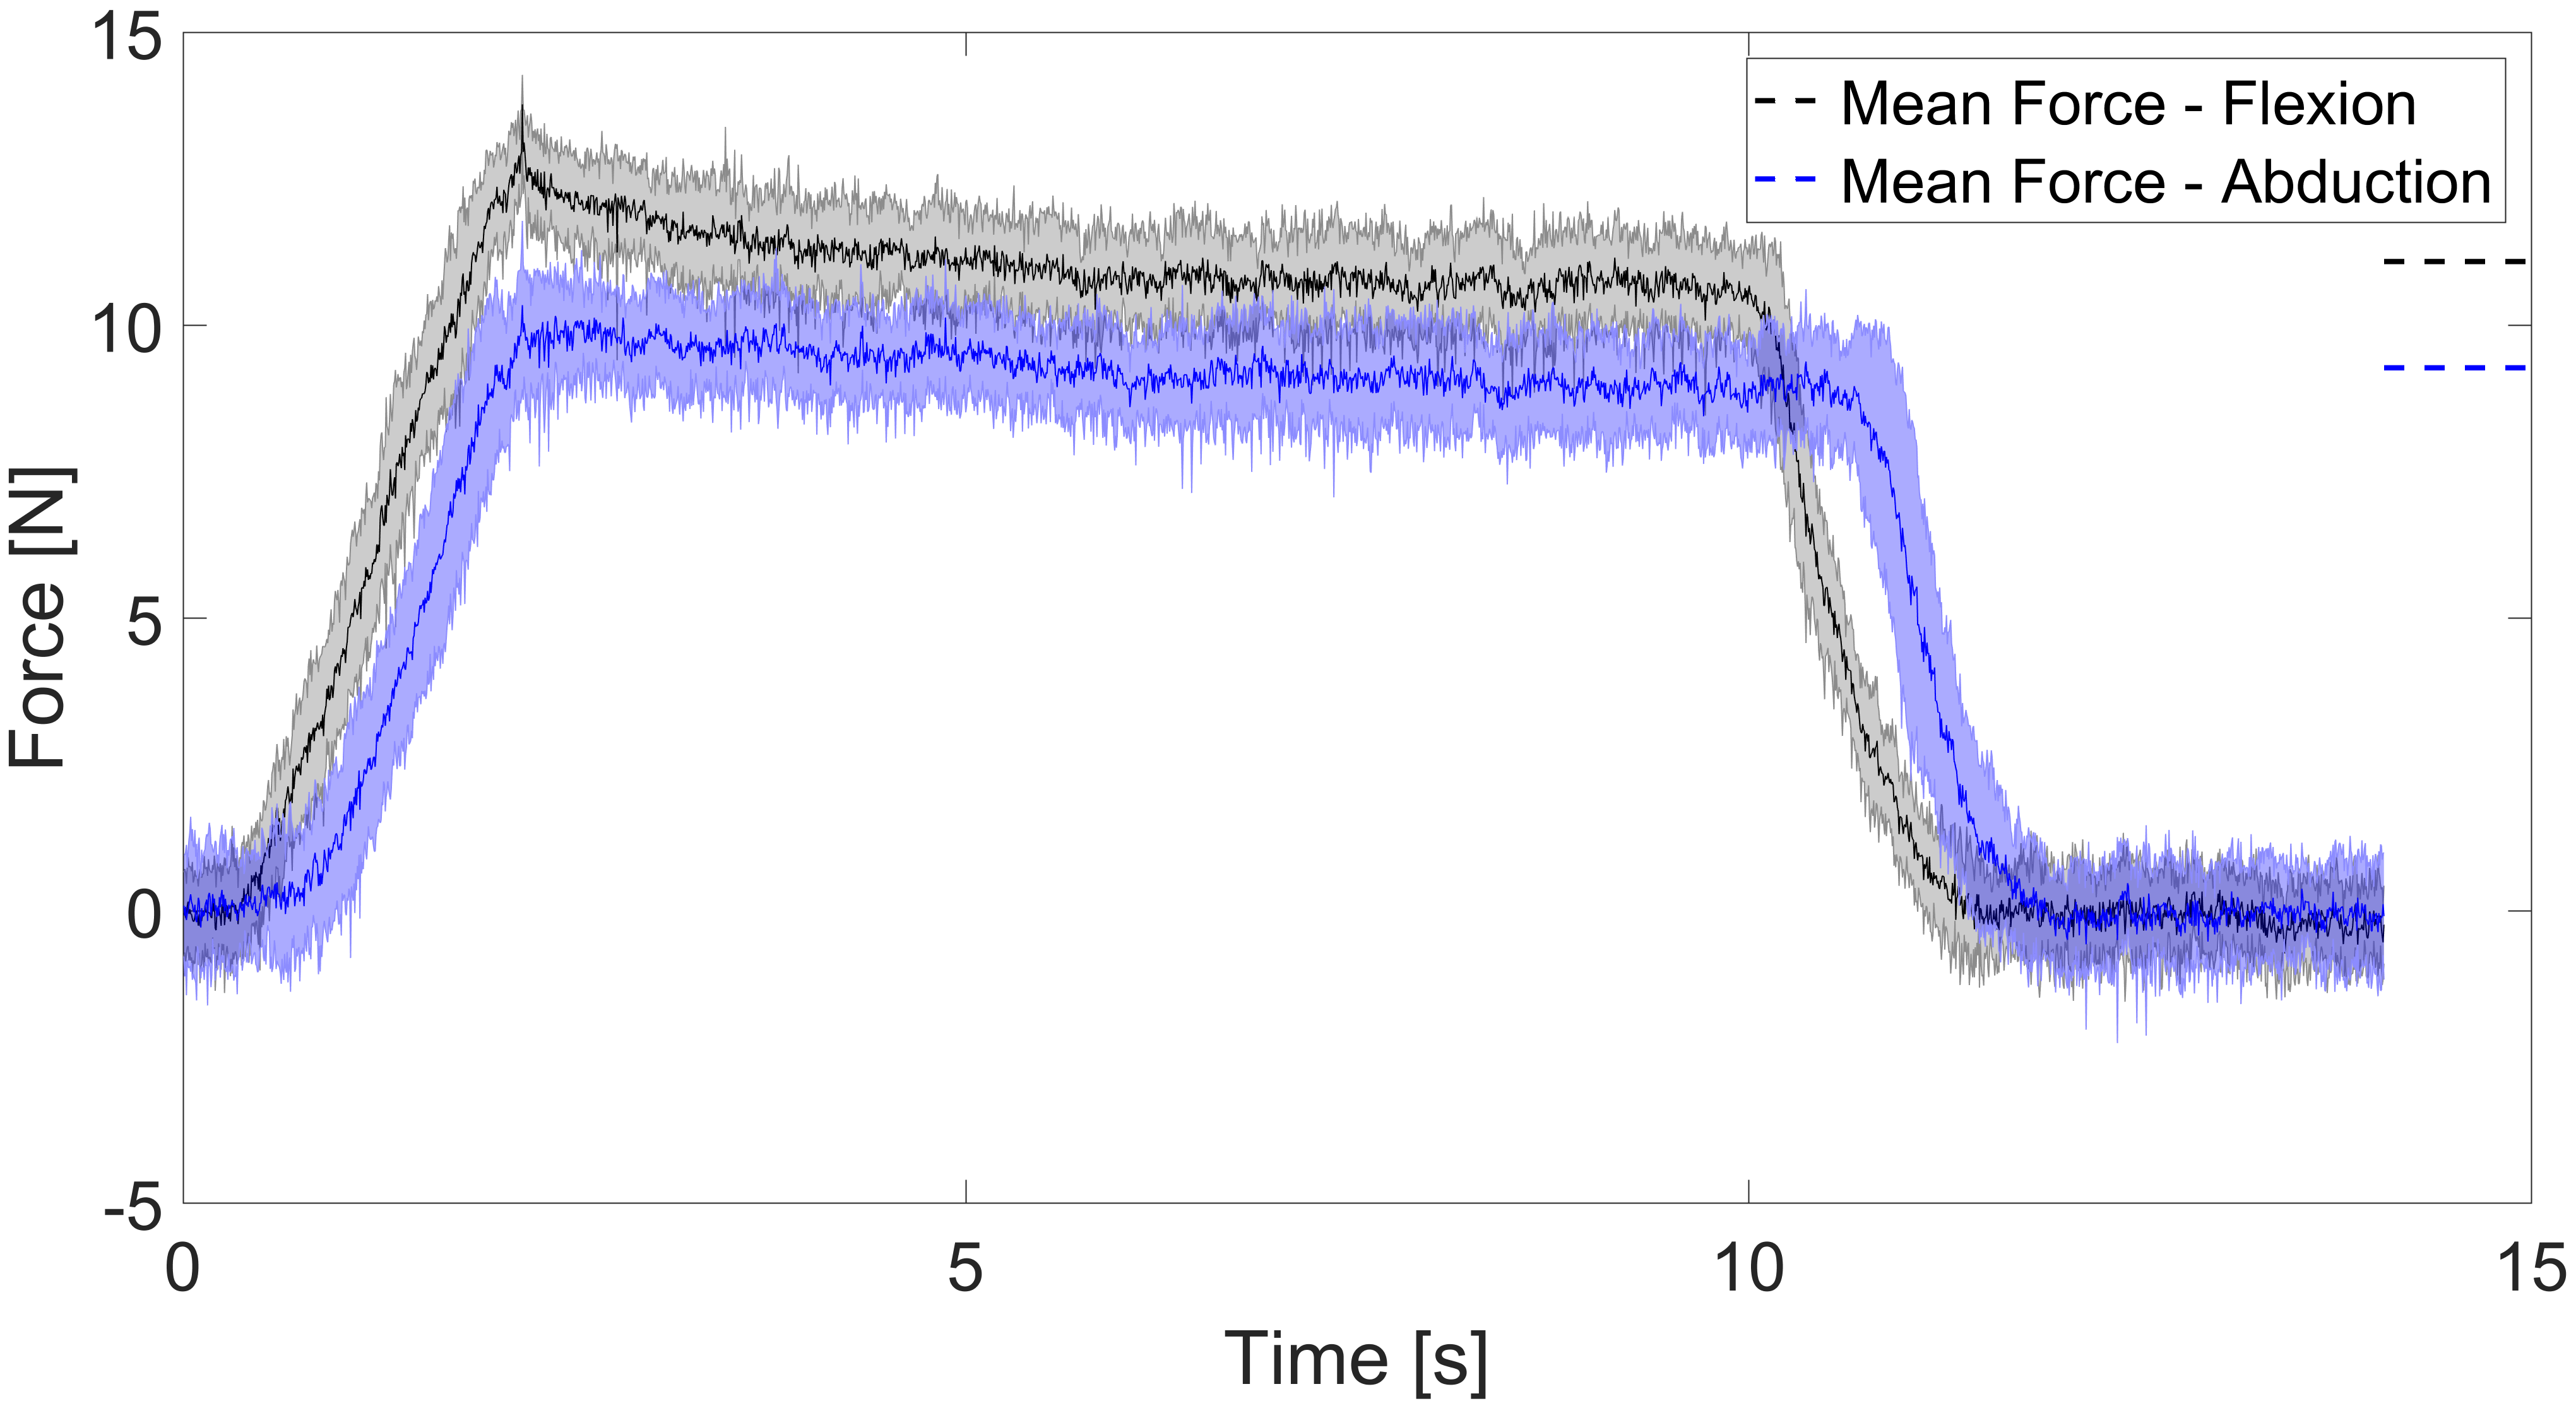 15
10
5
0
-5
Force [N]
Mean Force - Flexion
Mean Force - Abduction
0 5 10 15
Time [s]